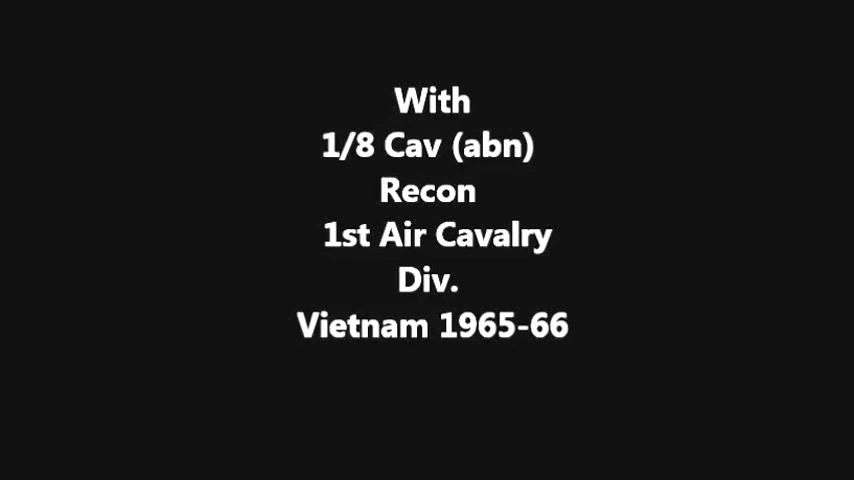 With
1/8 Cav (abn)
Recon
1st Air Cavalry
Div.
Vietnam 1965-66